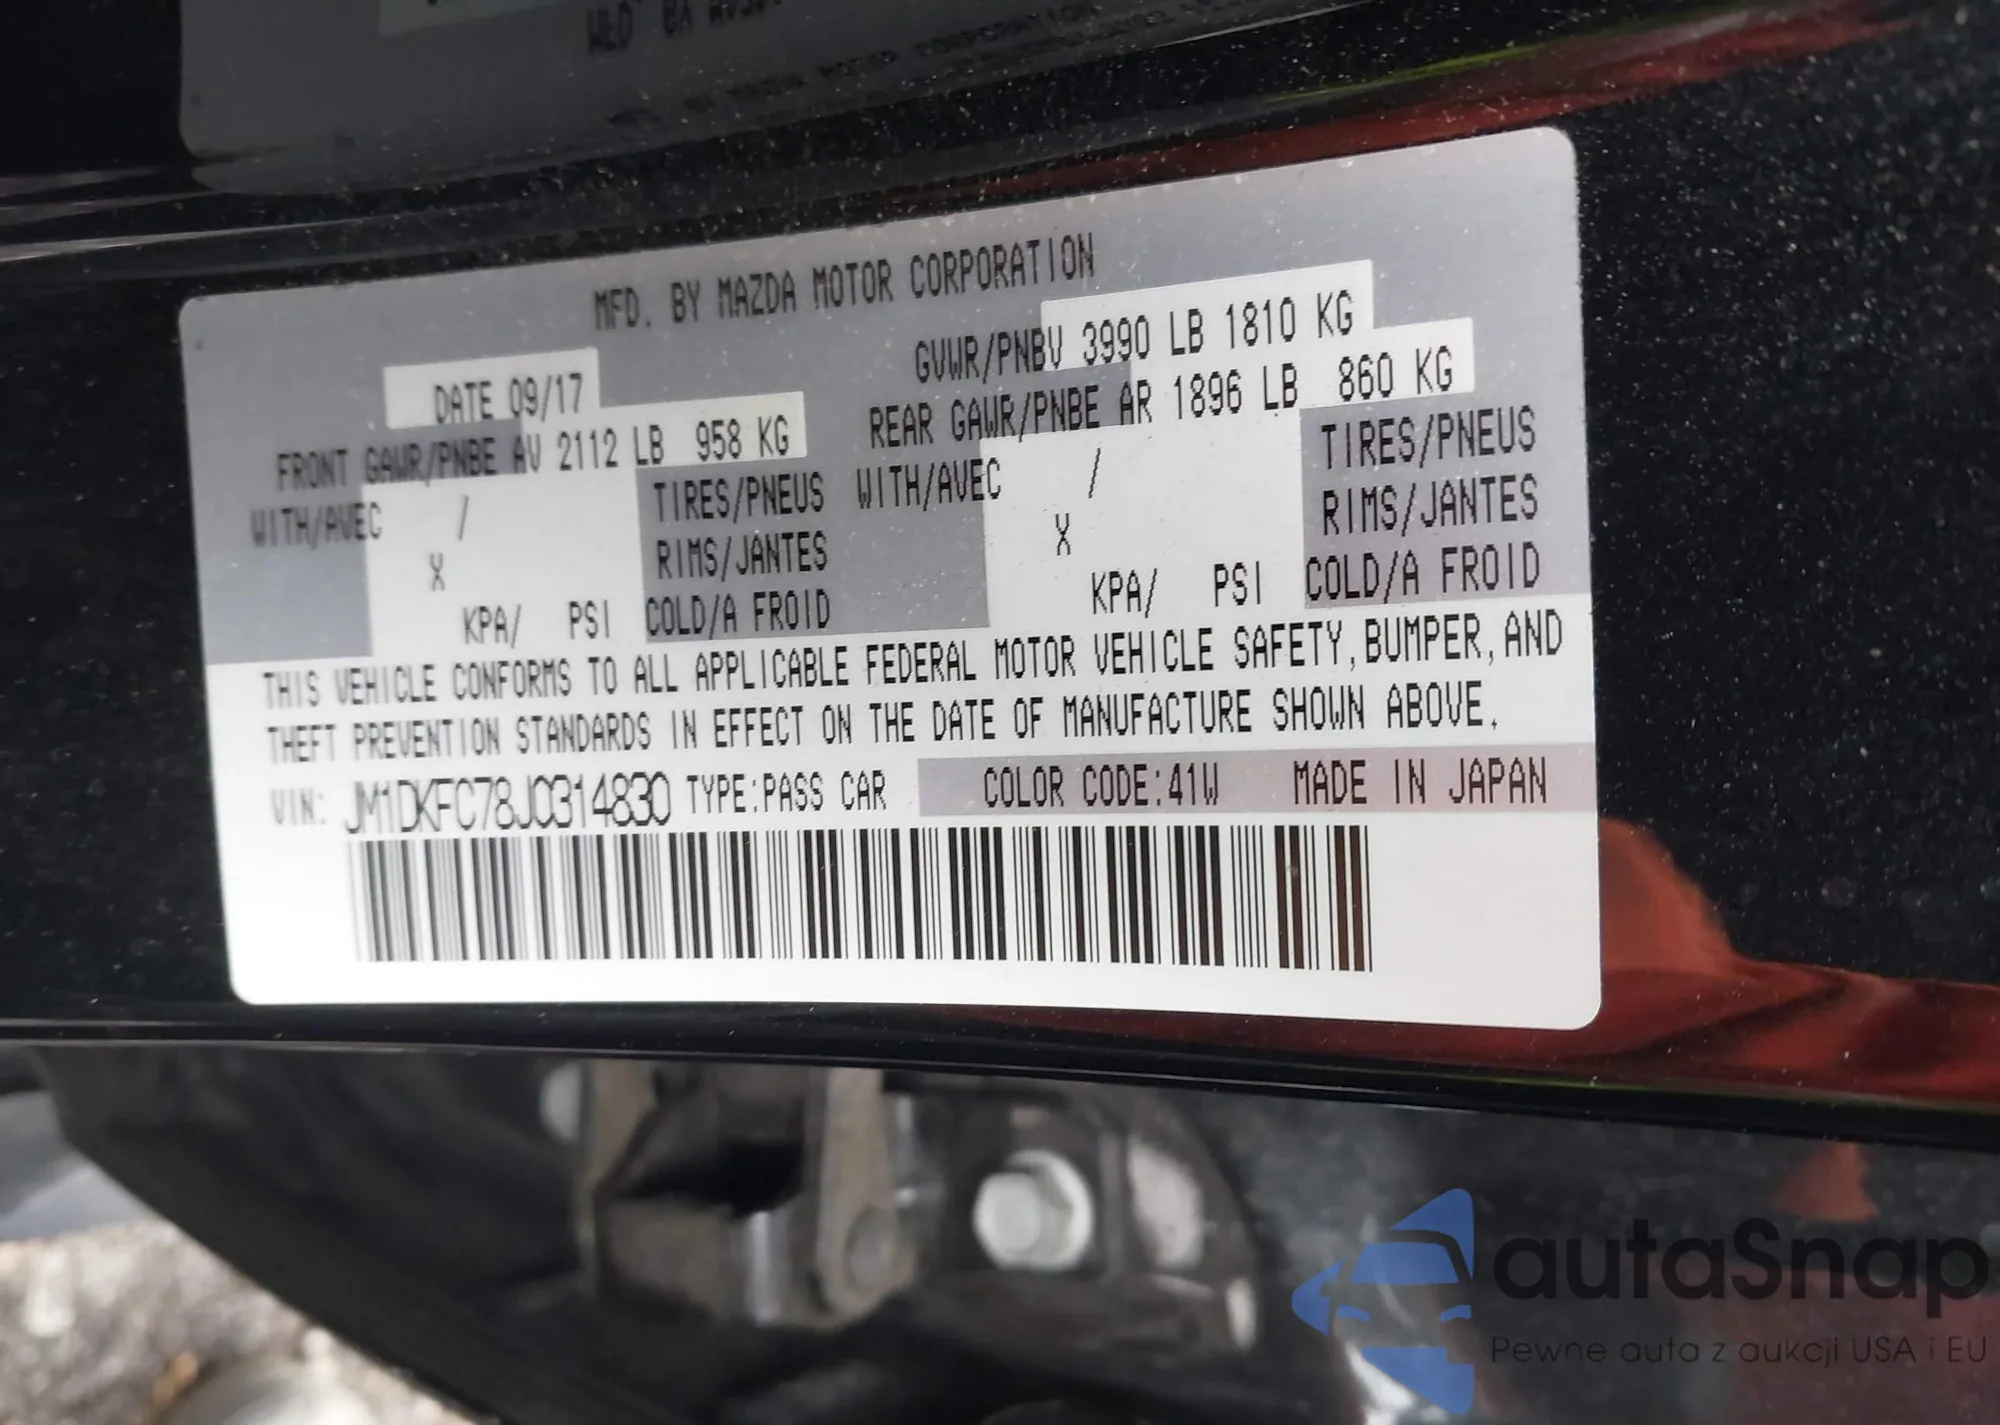 MFD. BY MAZDA MOTOR CORPORATION
DATE 09/17 GVWR/PNBV 3990 LB 1810 KG
FRONT GAWR/PNBE AV 2112 LB 958 KG REAR GAWR/PNBE AR 1896 LB 860 KG
WITH/AVEC / TIRES/PNEUS WITH/AVEC / TIRES/PNEUS
X RIMS/JANTES X RIMS/JANTES
KPA/ PSI COLD/A FROID KPA/ PSI COLD/A FROID
THIS VEHICLE CONFORMS TO ALL APPLICABLE FEDERAL MOTOR VEHICLE SAFETY, BUMPER, AND
THEFT PREVENTION STANDARDS IN EFFECT ON THE DATE OF MANUFACTURE SHOWN ABOVE.
VIN: JM1DKFC78J0314830 TYPE:PASS CAR COLOR CODE:41W MADE IN JAPAN
autaSnap
Pewne auta z aukcji USA i EU